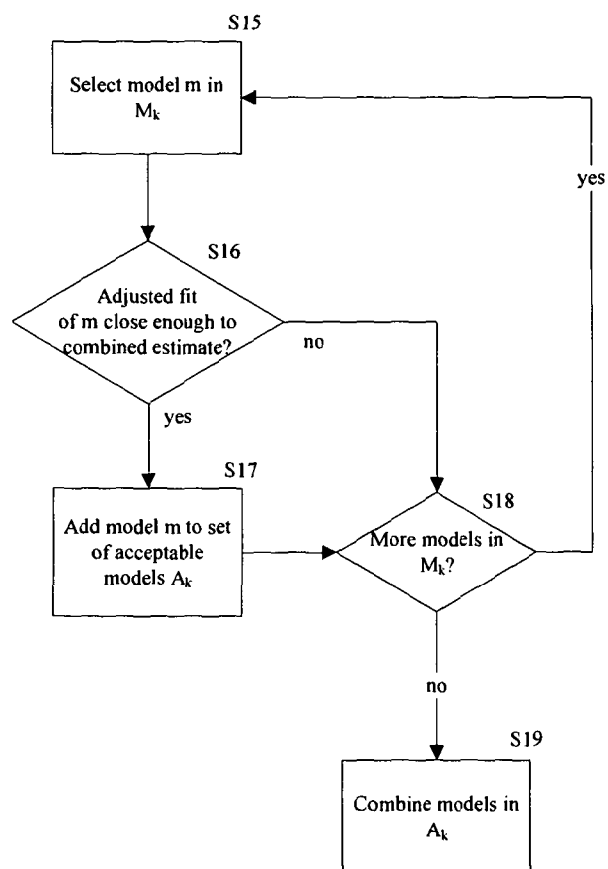 S15
Select model m in
Mk
yes
S16
Adjusted fit
of m close enough to
combined estimate?
no
yes
S17
Add model m to set
of acceptable
models Ak
S18
More models in
Mk?
no
S19
Combine models in
Ak